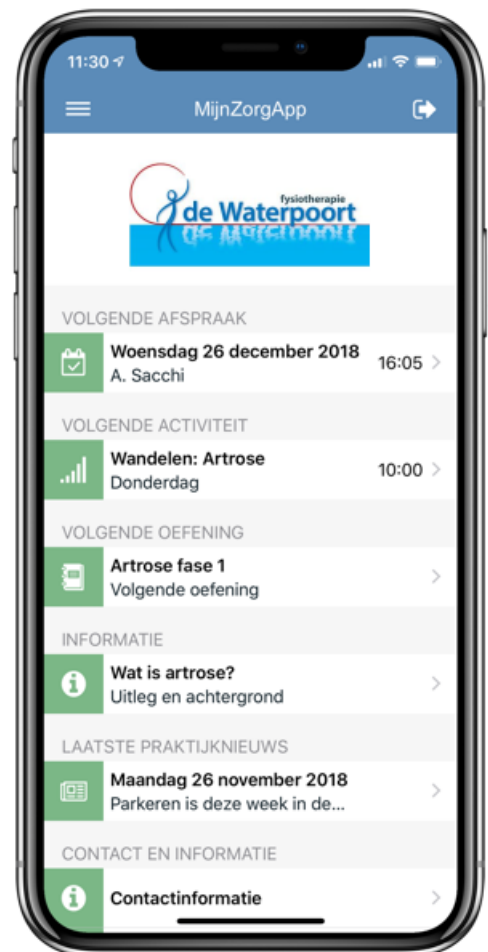 11:30
MijnZorgApp
fysiotherapie
de Waterpoort
VOLGENDE AFSPRAAK
Woensdag 26 december 2018
A. Sacchi
16:05
VOLGENDE ACTIVITEIT
Wandelen: Artrose
Donderdag
10:00
VOLGENDE OEFENING
Artrose fase 1
Volgende oefening
INFORMATIE
Wat is artrose?
Uitleg en achtergrond
LAATSTE PRAKTIJKNIEUWS
Maandag 26 november 2018
Parkeren is deze week in de...
CONTACT EN INFORMATIE
Contactinformatie